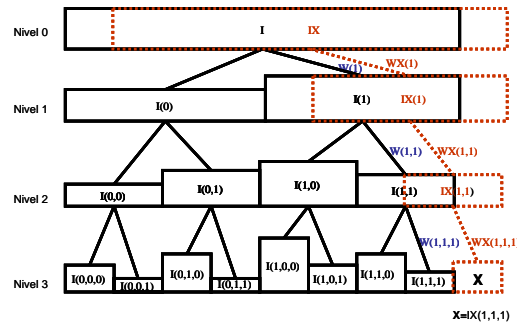 Nivel 0
I
IX
W(1)
WX(1)
Nivel 1
I(0)
I(1)
IX(1)
W(1,1)
WX(1,1)
Nivel 2
I(0,0)
I(0,1)
I(1,0)
I(1,1)
IX(1,1)
W(1,1,1)
WX(1,1,1)
Nivel 3
I(0,0,0)
I(0,0,1)
I(0,1,0)
I(0,1,1)
I(1,0,0)
I(1,0,1)
I(1,1,0)
I(1,1,1)
X
X=IX(1,1,1)